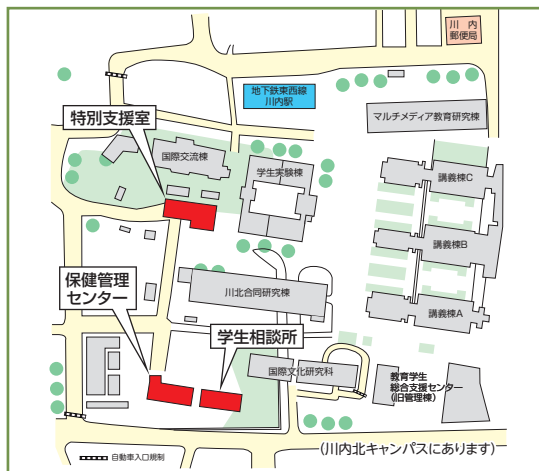 川内
郵便局
地下鉄東西線
川内駅
マルチメディア教育研究棟
特別支援室
国際交流棟
学生実験棟
講義棟C
講義棟B
保健管理
センター
川北合同研究棟
講義棟A
学生相談所
国際文化研究科
教育学生
総合支援センター
(旧管理棟)
(川内北キャンパスにあります)
自動車入口規制